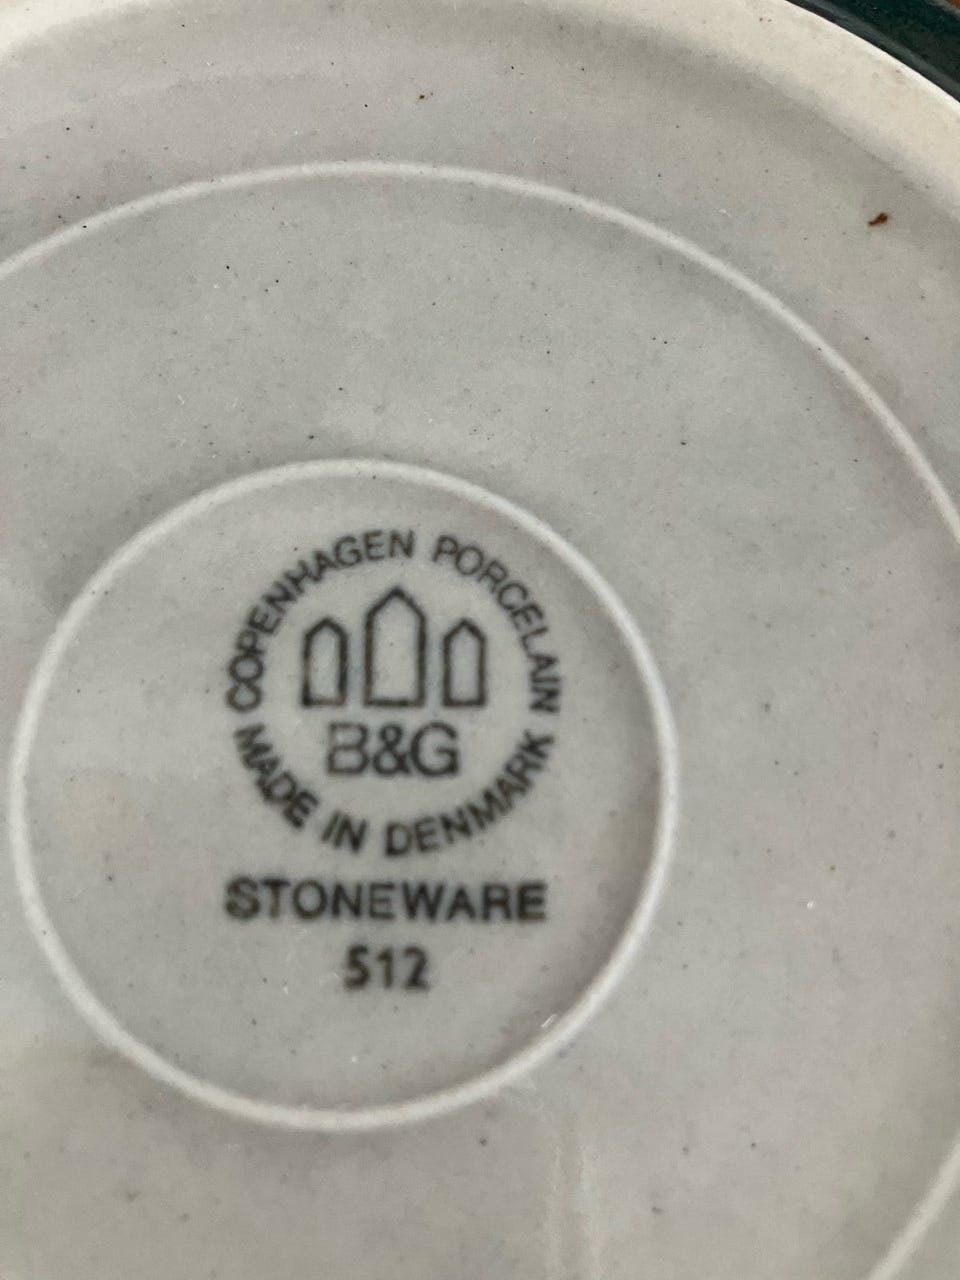 COPENHAGEN PORCELAIN
B&G
MADE IN DENMARK
STONEWARE
512